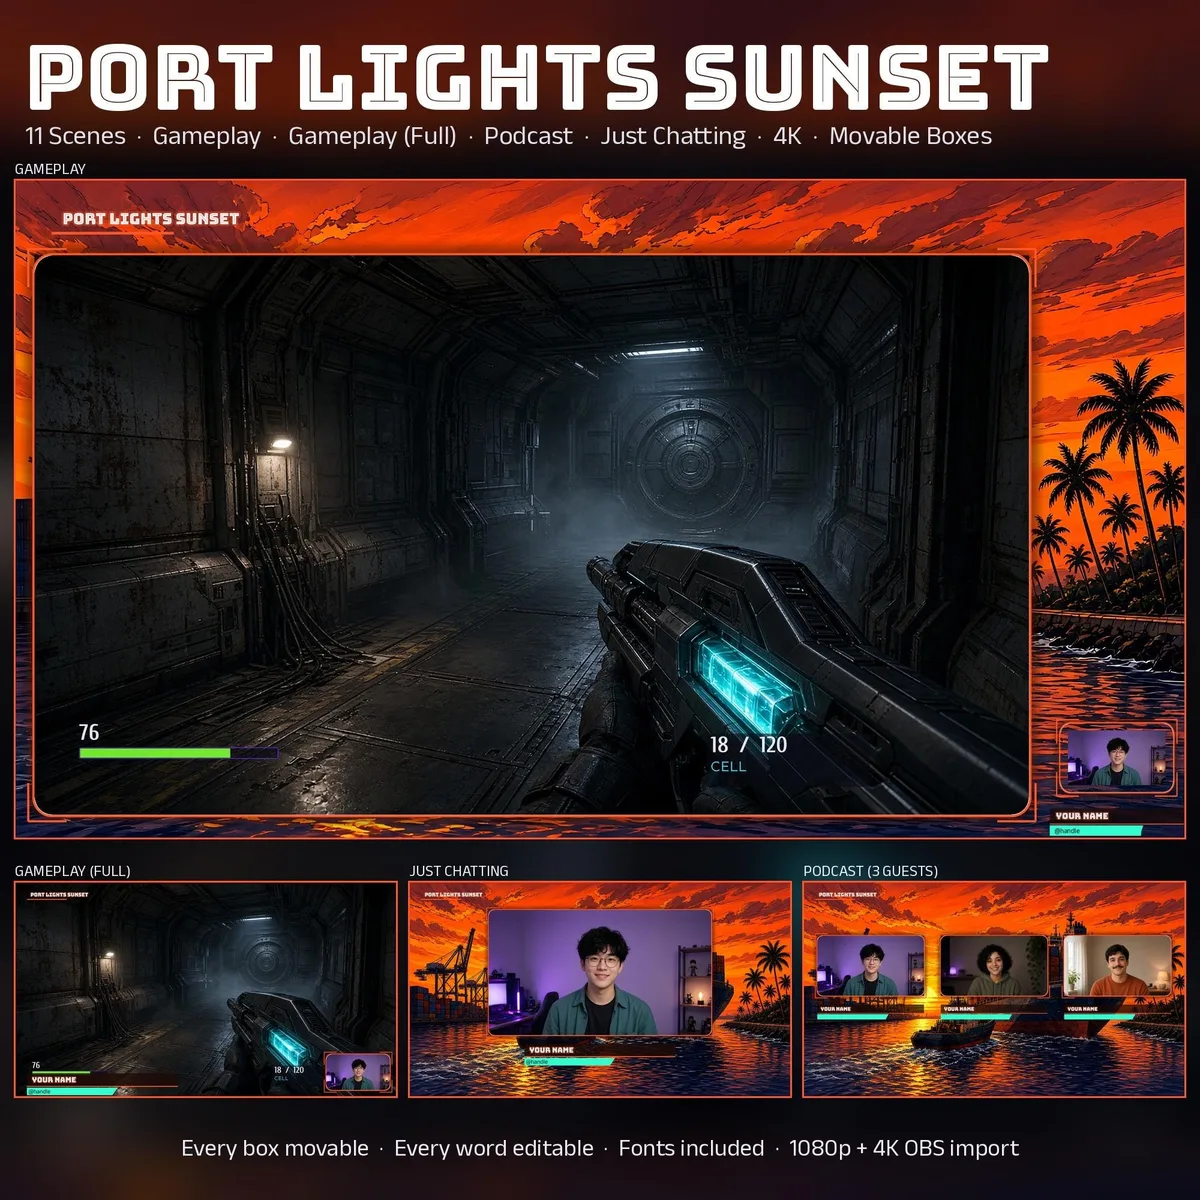 PORT LIGHTS SUNSET
11 Scenes · Gameplay · Gameplay (Full) · Podcast · Just Chatting · 4K · Movable Boxes
GAMEPLAY
PORT LIGHTS SUNSET
76
18 / 120
CELL
YOUR NAME
@handle
GAMEPLAY (FULL)
PORT LIGHTS SUNSET
76
18 / 120
CELL
YOUR NAME
@handle
JUST CHATTING
PORT LIGHTS SUNSET
YOUR NAME
@handle
PODCAST (3 GUESTS)
PORT LIGHTS SUNSET
YOUR NAME
YOUR NAME
YOUR NAME
Every box movable · Every word editable · Fonts included · 1080p + 4K OBS import